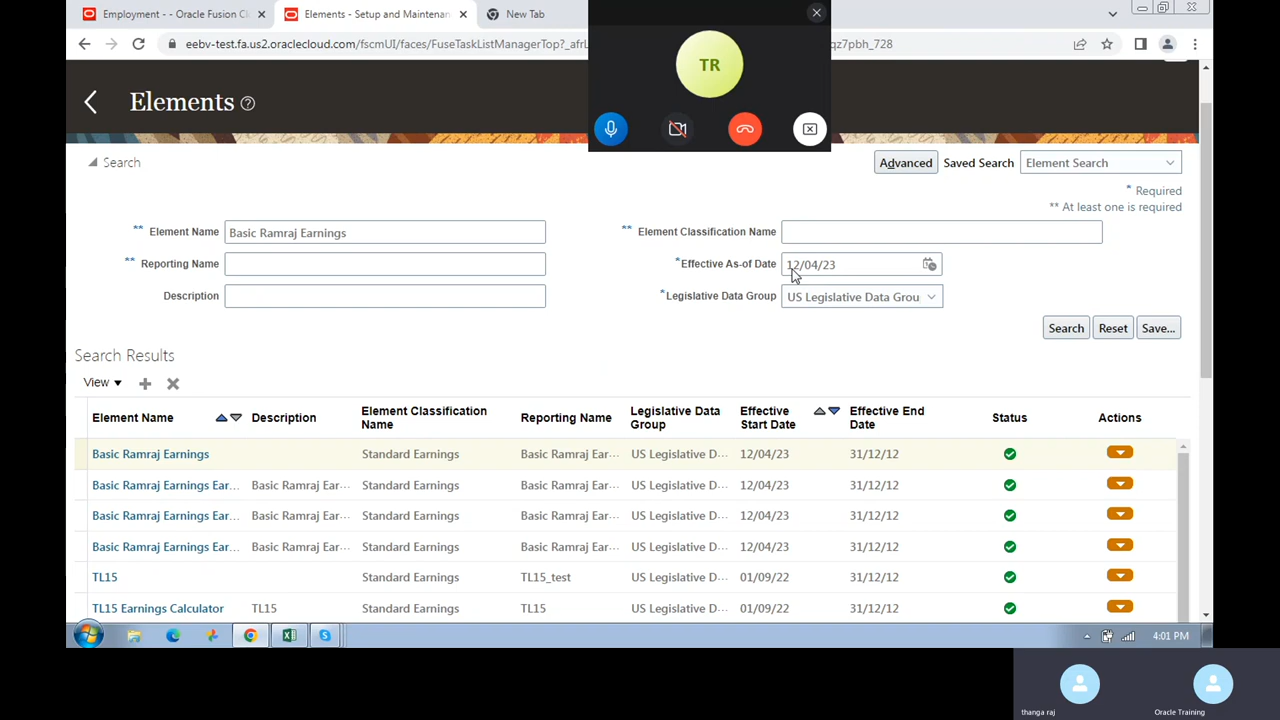 Employment - - Oracle Fusion Cl
Elements - Setup and Maintenan
New Tab
eebv-test.fa.us2.oraclecloud.com/fscmUI/faces/FuseTaskListManagerTop?_afrL
qz7pbh_728
TR
Elements
Search
Advanced
Saved Search
Element Search
* Required
** At least one is required
** Element Name
Basic Ramraj Earnings
** Element Classification Name
** Reporting Name
*Effective As-of Date
12/04/23
Description
*Legislative Data Group
US Legislative Data Grou
Search
Reset
Save...
Search Results
View
Element Name
Description
Element Classification Name
Reporting Name
Legislative Data Group
Effective Start Date
Effective End Date
Status
Actions
Basic Ramraj Earnings Standard Earnings Basic Ramraj Ear... US Legislative D... 12/04/23 31/12/12
Basic Ramraj Earnings Ear... Basic Ramraj Ear... Standard Earnings Basic Ramraj Ear... US Legislative D... 12/04/23 31/12/12
Basic Ramraj Earnings Ear... Basic Ramraj Ear... Standard Earnings Basic Ramraj Ear... US Legislative D... 12/04/23 31/12/12
Basic Ramraj Earnings Ear... Basic Ramraj Ear... Standard Earnings Basic Ramraj Ear... US Legislative D... 12/04/23 31/12/12
TL15 Standard Earnings TL15_test US Legislative D... 01/09/22 31/12/12
TL15 Earnings Calculator TL15 Standard Earnings TL15 US Legislative D... 01/09/22 31/12/12
4:01 PM
thanga raj
Oracle Training